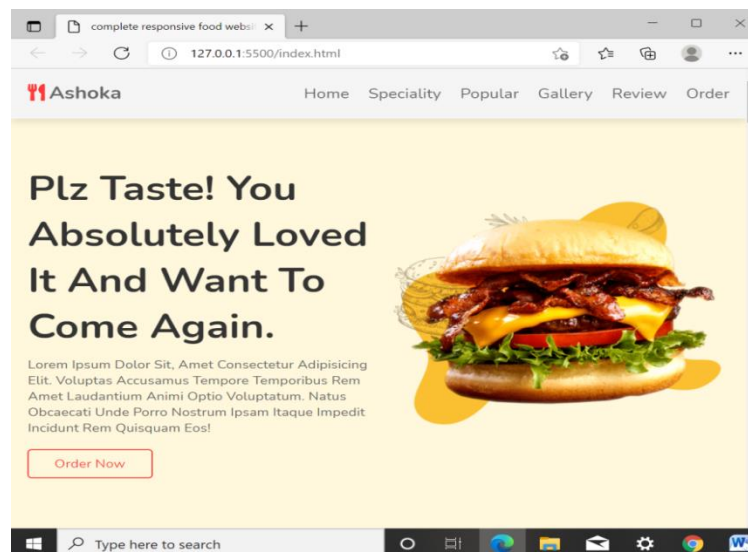 complete responsive food websi
127.0.0.1:5500/index.html
Ashoka
Home Speciality Popular Gallery Review Order
Plz Taste! You
Absolutely Loved
It And Want To
Come Again.
Lorem Ipsum Dolor Sit, Amet Consectetur Adipisicing
Elit. Voluptas Accusamus Tempore Temporibus Rem
Amet Laudantium Animi Optio Voluptatum. Natus
Obcaecati Unde Porro Nostrum Ipsam Itaque Impedit
Incidunt Rem Quisquam Eos!
Order Now
Type here to search
W